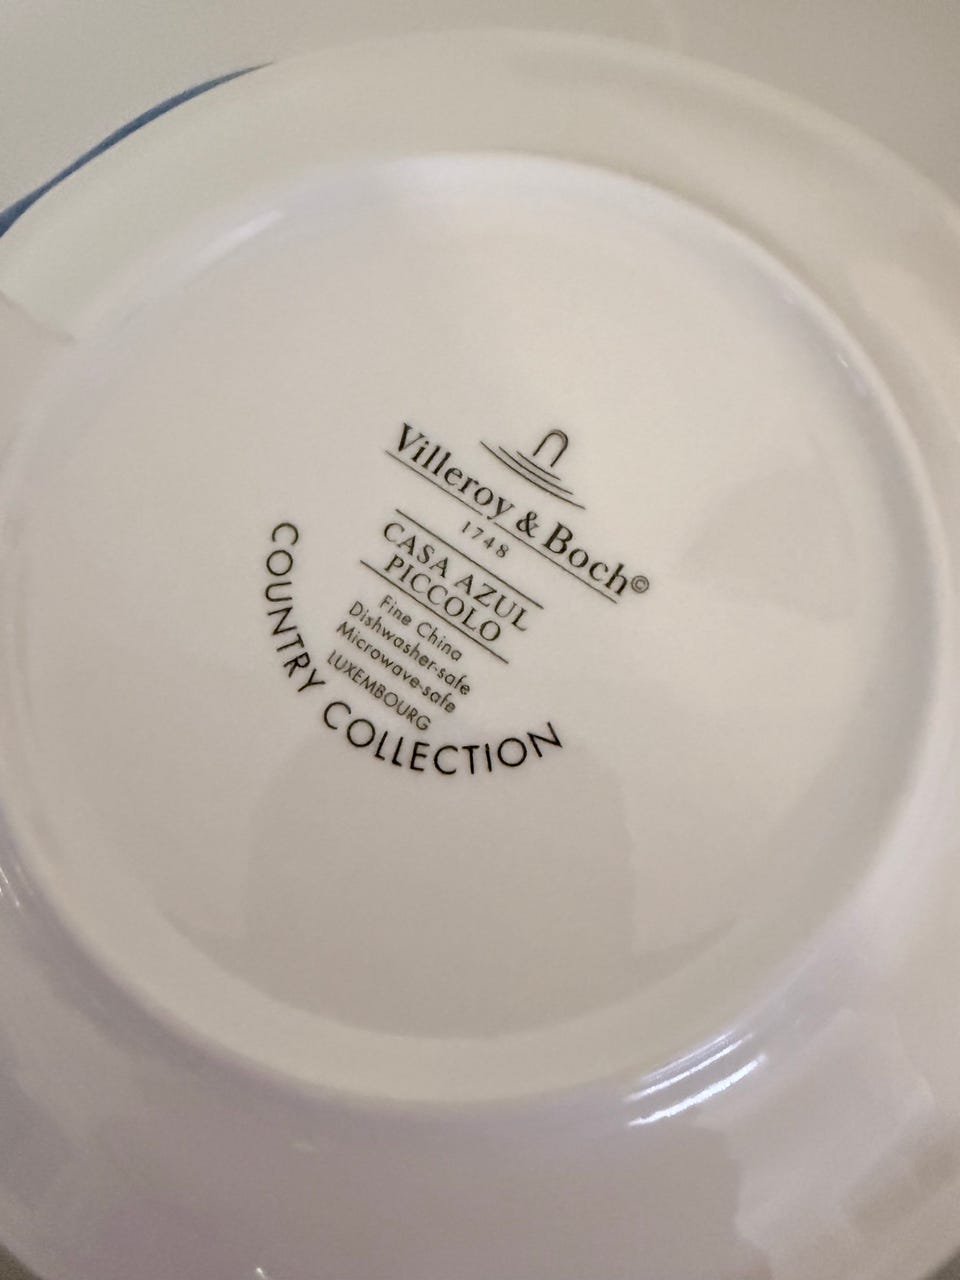 Villeroy & Boch©
1748
CASA AZUL
PICCOLO
Fine China
Dishwasher-safe
Microwave-safe
LUXEMBOURG
COUNTRY COLLECTION